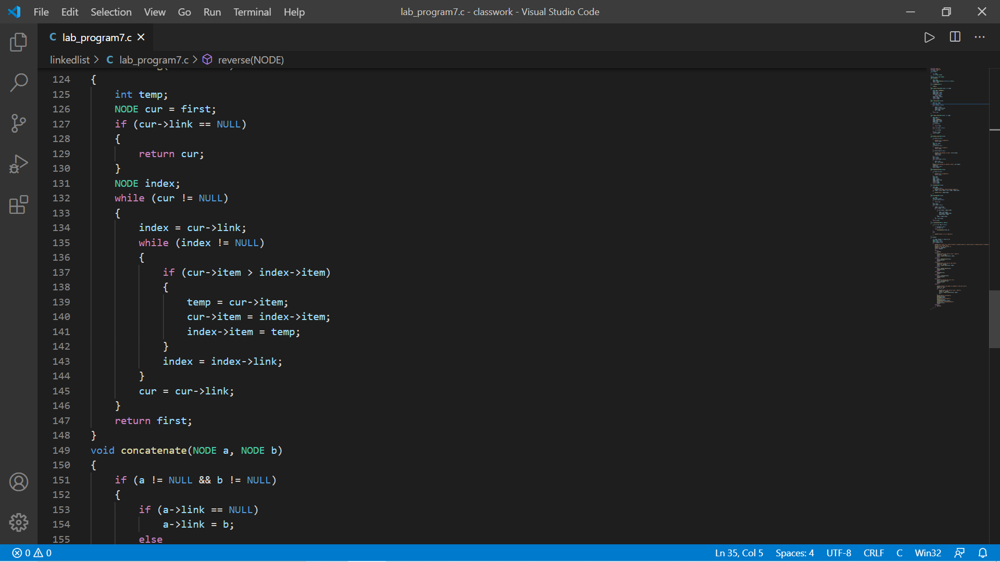 File Edit Selection View Go Run Terminal Help lab_program7.c - classwork - Visual Studio Code
C lab_program7.c
linkedlist > C lab_program7.c > reverse(NODE)
124 {
125 int temp;
126 NODE cur = first;
127 if (cur->link == NULL)
128 {
129 return cur;
130 }
131 NODE index;
132 while (cur != NULL)
133 {
134 index = cur->link;
135 while (index != NULL)
136 {
137 if (cur->item > index->item)
138 {
139 temp = cur->item;
140 cur->item = index->item;
141 index->item = temp;
142 }
143 index = index->link;
144 }
145 cur = cur->link;
146 }
147 return first;
148 }
149 void concatenate(NODE a, NODE b)
150 {
151 if (a != NULL && b != NULL)
152 {
153 if (a->link == NULL)
154 a->link = b;
155 else
0 0 Ln 35, Col 5 Spaces: 4 UTF-8 CRLF C Win32